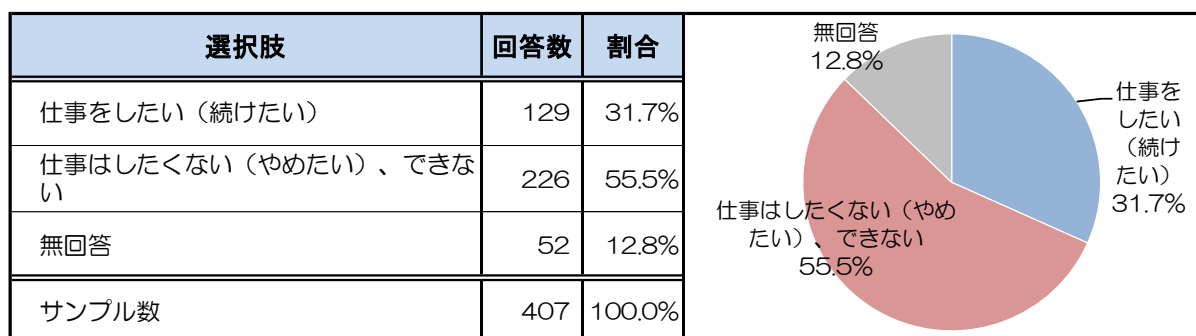 選択肢 回答数 割合
仕事をしたい（続けたい） 129 31.7%
仕事はしたくない（やめたい）、できな
い 226 55.5%
無回答 52 12.8%
サンプル数 407 100.0%
無回答
12.8%
仕事を
したい
（続け
たい）
31.7%
仕事はしたくない（やめ
たい）、できない
55.5%